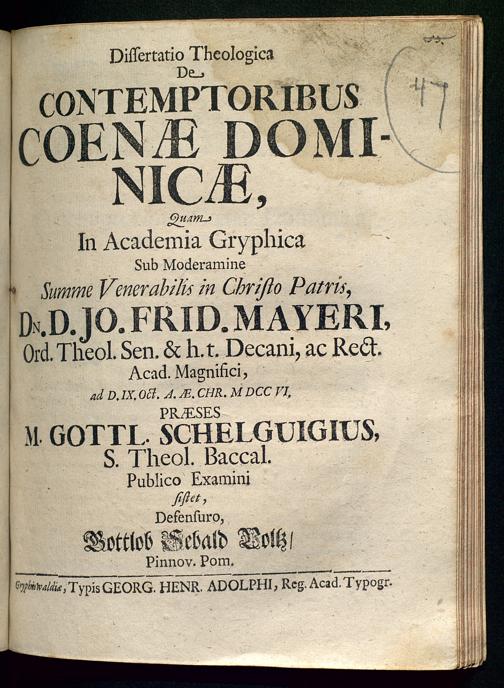 Dissertatio Theologica
De
CONTEMPTORIBUS
COENÆ DOMI-
NICÆ,
Quam
In Academia Gryphica
Sub Moderamine
Summe Venerabilis in Christo Patris,
DN. D. JO. FRID. MAYERI,
Ord. Theol. Sen. & h.t. Decani, ac Rect.
Acad. Magnifici,
ad D. IX. Oct. A. Æ. CHR. M DCC VI.
PRÆSES
M. GOTTL. SCHELGUIGIUS,
S. Theol. Baccal.
Publico Examini
sistet,
Defensuro,
Gottlob Sebald Voltz/
Pinnov. Pom.
Gryphiswaldiæ, Typis GEORG. HENR. ADOLPHI, Reg. Acad. Typogr.
47